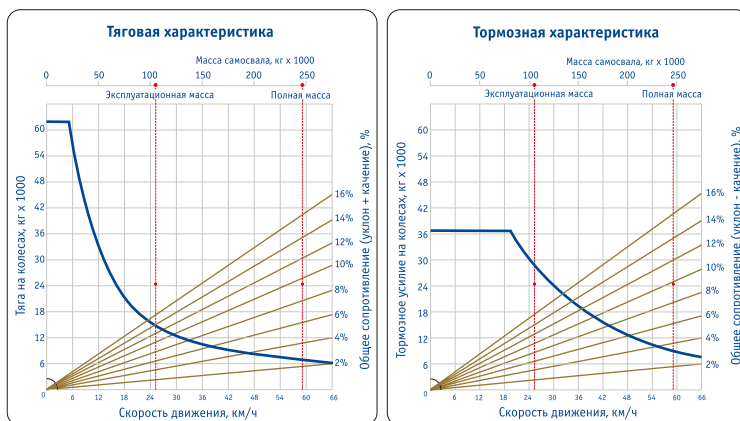 Тяговая характеристика
Масса самосвала, кг x 1000
0 50 100 150 200 250
Эксплуатационная масса Полная масса
Тяга на колесах, кг x 1000
60
54
48
42
36
30
24
18
12
6
0
0 6 12 18 24 30 36 42 48 54 60 66
Скорость движения, км/ч
16%
14%
12%
10%
8%
6%
4%
2%
Общее сопротивление (уклон + качение), %
Тормозная характеристика
Масса самосвала, кг x 1000
0 50 100 150 200 250
Эксплуатационная масса Полная масса
Тормозное усилие на колесах, кг x 1000
60
54
48
42
36
30
24
18
12
6
0
6 12 18 24 30 36 42 48 54 60 66
Скорость движения, км/ч
16%
14%
12%
10%
8%
6%
4%
2%
Общее сопротивление (уклон - качение), %